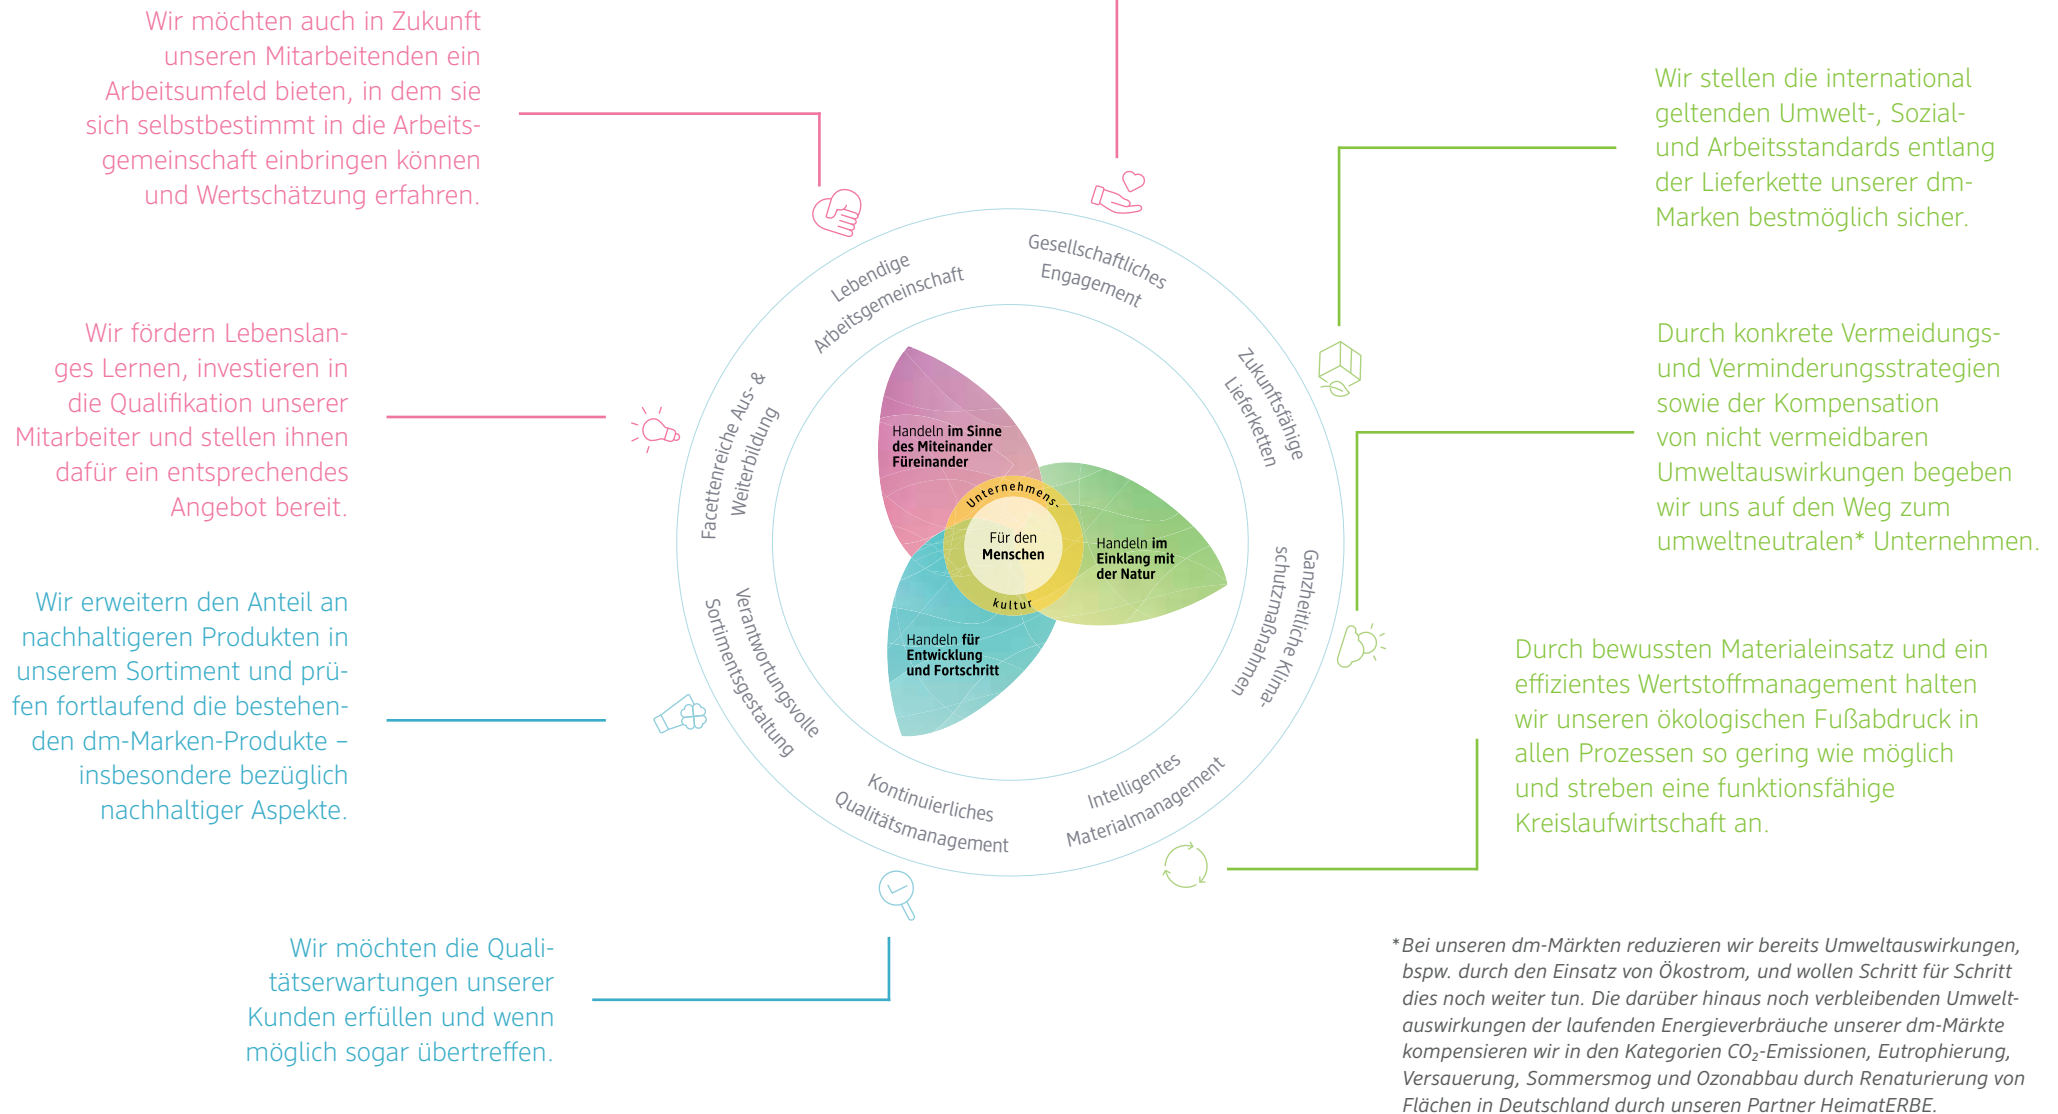 Wir möchten auch in Zukunft
unseren Mitarbeitenden ein
Arbeitsumfeld bieten, in dem sie
sich selbstbestimmt in die Arbeits-
gemeinschaft einbringen können
und Wertschätzung erfahren.
Wir fördern Lebenslan-
ges Lernen, investieren in
die Qualifikation unserer
Mitarbeiter und stellen ihnen
dafür ein entsprechendes
Angebot bereit.
Wir erweitern den Anteil an
nachhaltigeren Produkten in
unserem Sortiment und prü-
fen fortlaufend die bestehen-
den dm-Marken-Produkte –
insbesondere bezüglich
nachhaltiger Aspekte.
Wir möchten die Quali-
tätserwartungen unserer
Kunden erfüllen und wenn
möglich sogar übertreffen.
Lebendige
Arbeitsgemeinschaft
Gesellschaftliches
Engagement
Zukunftsfähige
Lieferketten
Ganzheitliche Klima-
schutzmaßnahmen
Intelligentes
Materialmanagement
Kontinuierliches
Qualitätsmanagement
Verantwortungsvolle
Sortimentsgestaltung
Facettenreiche Aus- &
Weiterbildung
Handeln im Sinne
des Miteinander
Füreinander
Unternehmens-
kultur
Für den
Menschen
Handeln im
Einklang mit
der Natur
Handeln für
Entwicklung
und Fortschritt
Wir stellen die international
geltenden Umwelt-, Sozial-
und Arbeitsstandards entlang
der Lieferkette unserer dm-
Marken bestmöglich sicher.
Durch konkrete Vermeidungs-
und Verminderungsstrategien
sowie der Kompensation
von nicht vermeidbaren
Umweltauswirkungen begeben
wir uns auf den Weg zum
umweltneutralen* Unternehmen.
Durch bewussten Materialeinsatz und ein
effizientes Wertstoffmanagement halten
wir unseren ökologischen Fußabdruck in
allen Prozessen so gering wie möglich
und streben eine funktionsfähige
Kreislaufwirtschaft an.
*Bei unseren dm-Märkten reduzieren wir bereits Umweltauswirkungen,
bspw. durch den Einsatz von Ökostrom, und wollen Schritt für Schritt
dies noch weiter tun. Die darüber hinaus noch verbleibenden Umwelt-
auswirkungen der laufenden Energieverbräuche unserer dm-Märkte
kompensieren wir in den Kategorien CO₂-Emissionen, Eutrophierung,
Versauerung, Sommersmog und Ozonabbau durch Renaturierung von
Flächen in Deutschland durch unseren Partner HeimatERBE.